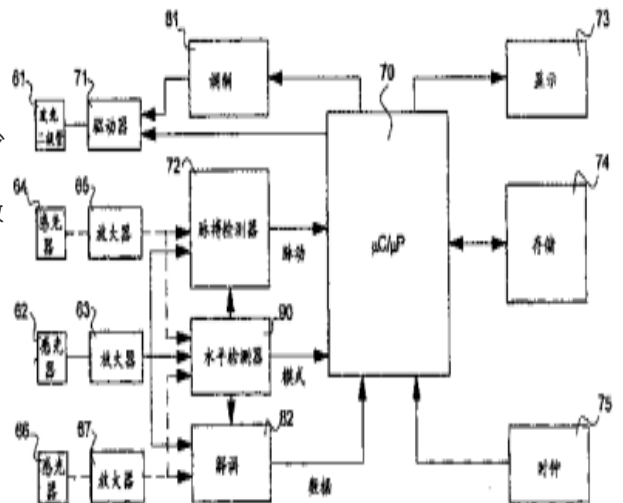 81
73
61
71
调制
70
显示
发光
二极管
驱动器
72
64
65
74
感光
器
放大器
脉搏检测器
脉动
μC/μP
存储
62
63
90
感光
器
放大器
水平检测器
模式
66
67
82
75
感光
器
放大器
解调
数据
时钟